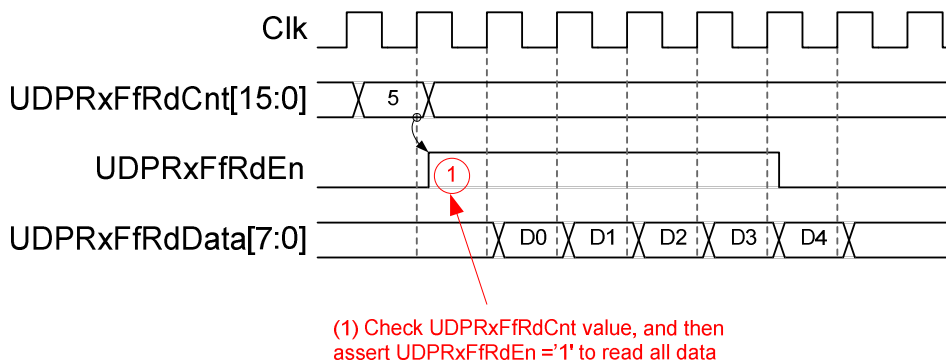 Clk
UDPRxFfRdCnt[15:0]
5
UDPRxFfRdEn
1
UDPRxFfRdData[7:0]
D0 D1 D2 D3 D4
(1) Check UDPRxFfRdCnt value, and then
assert UDPRxFfRdEn ='1' to read all data